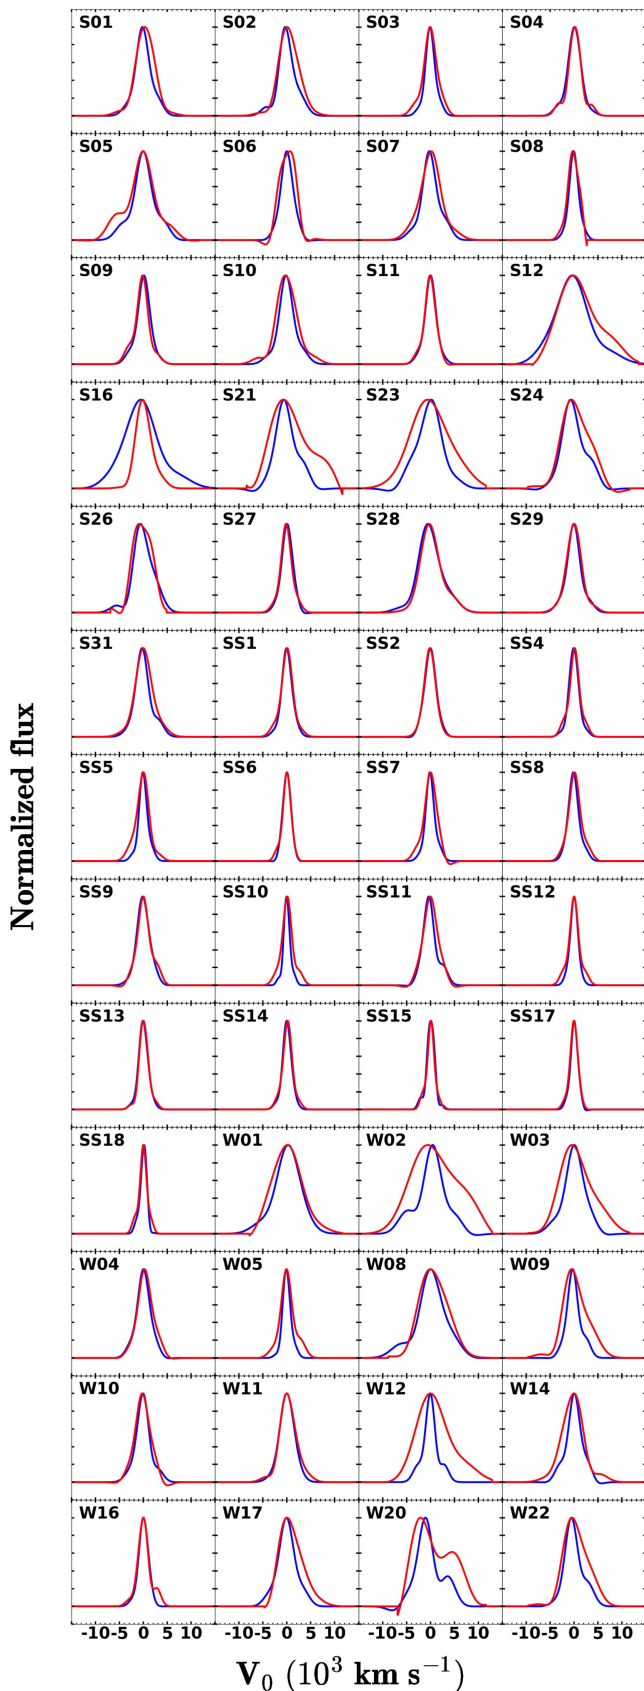 S01 S02 S03 S04
S05 S06 S07 S08
S09 S10 S11 S12
S16 S21 S23 S24
S26 S27 S28 S29
S31 SS1 SS2 SS4
SS5 SS6 SS7 SS8
SS9 SS10 SS11 SS12
SS13 SS14 SS15 SS17
SS18 W01 W02 W03
W04 W05 W08 W09
W10 W11 W12 W14
W16 W17 W20 W22
-10-5 0 5 10 -10-5 0 5 10 -10-5 0 5 10 -10-5 0 5 10
V₀ (10³ km s⁻¹)
Normalized flux